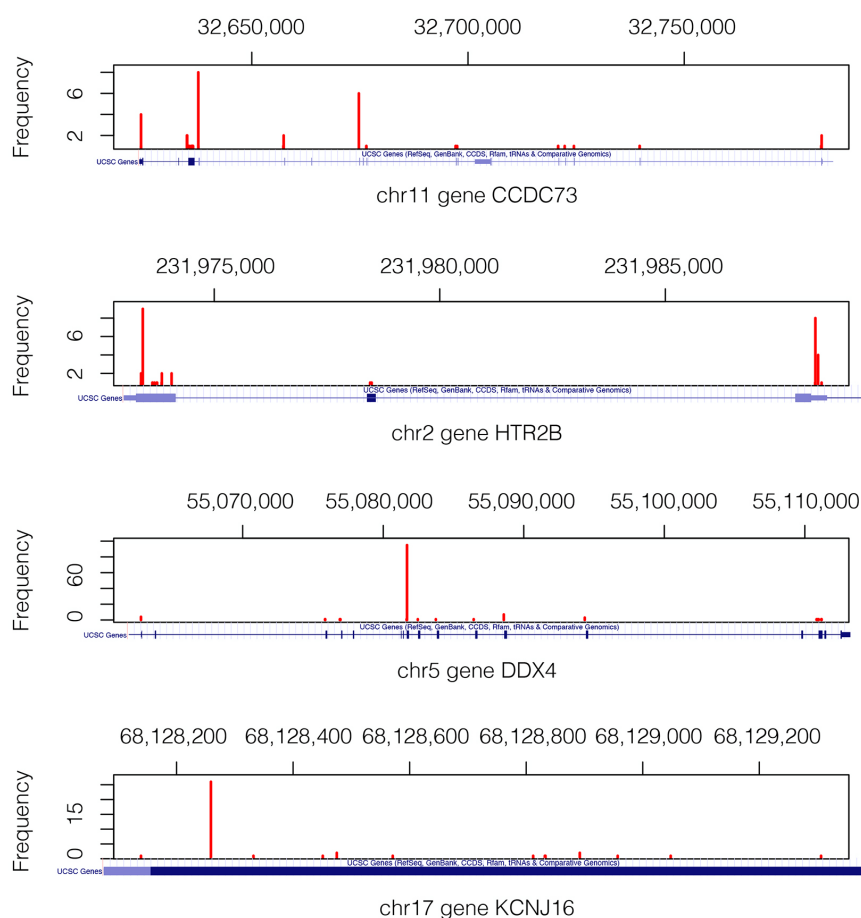 32,650,000 32,700,000 32,750,000
Frequency
6
2
UCSC Genes (RefSeq, GenBank, CCDS, Rfam, tRNAs & Comparative Genomics)
UCSC Genes
chr11 gene CCDC73
231,975,000 231,980,000 231,985,000
Frequency
6
2
UCSC Genes (RefSeq, GenBank, CCDS, Rfam, tRNAs & Comparative Genomics)
UCSC Genes
chr2 gene HTR2B
55,070,000 55,080,000 55,090,000 55,100,000 55,110,000
Frequency
60
0
UCSC Genes (RefSeq, GenBank, CCDS, Rfam, tRNAs & Comparative Genomics)
UCSC Genes
chr5 gene DDX4
68,128,200 68,128,400 68,128,600 68,128,800 68,129,000 68,129,200
Frequency
15
0
UCSC Genes (RefSeq, GenBank, CCDS, Rfam, tRNAs & Comparative Genomics)
UCSC Genes
chr17 gene KCNJ16